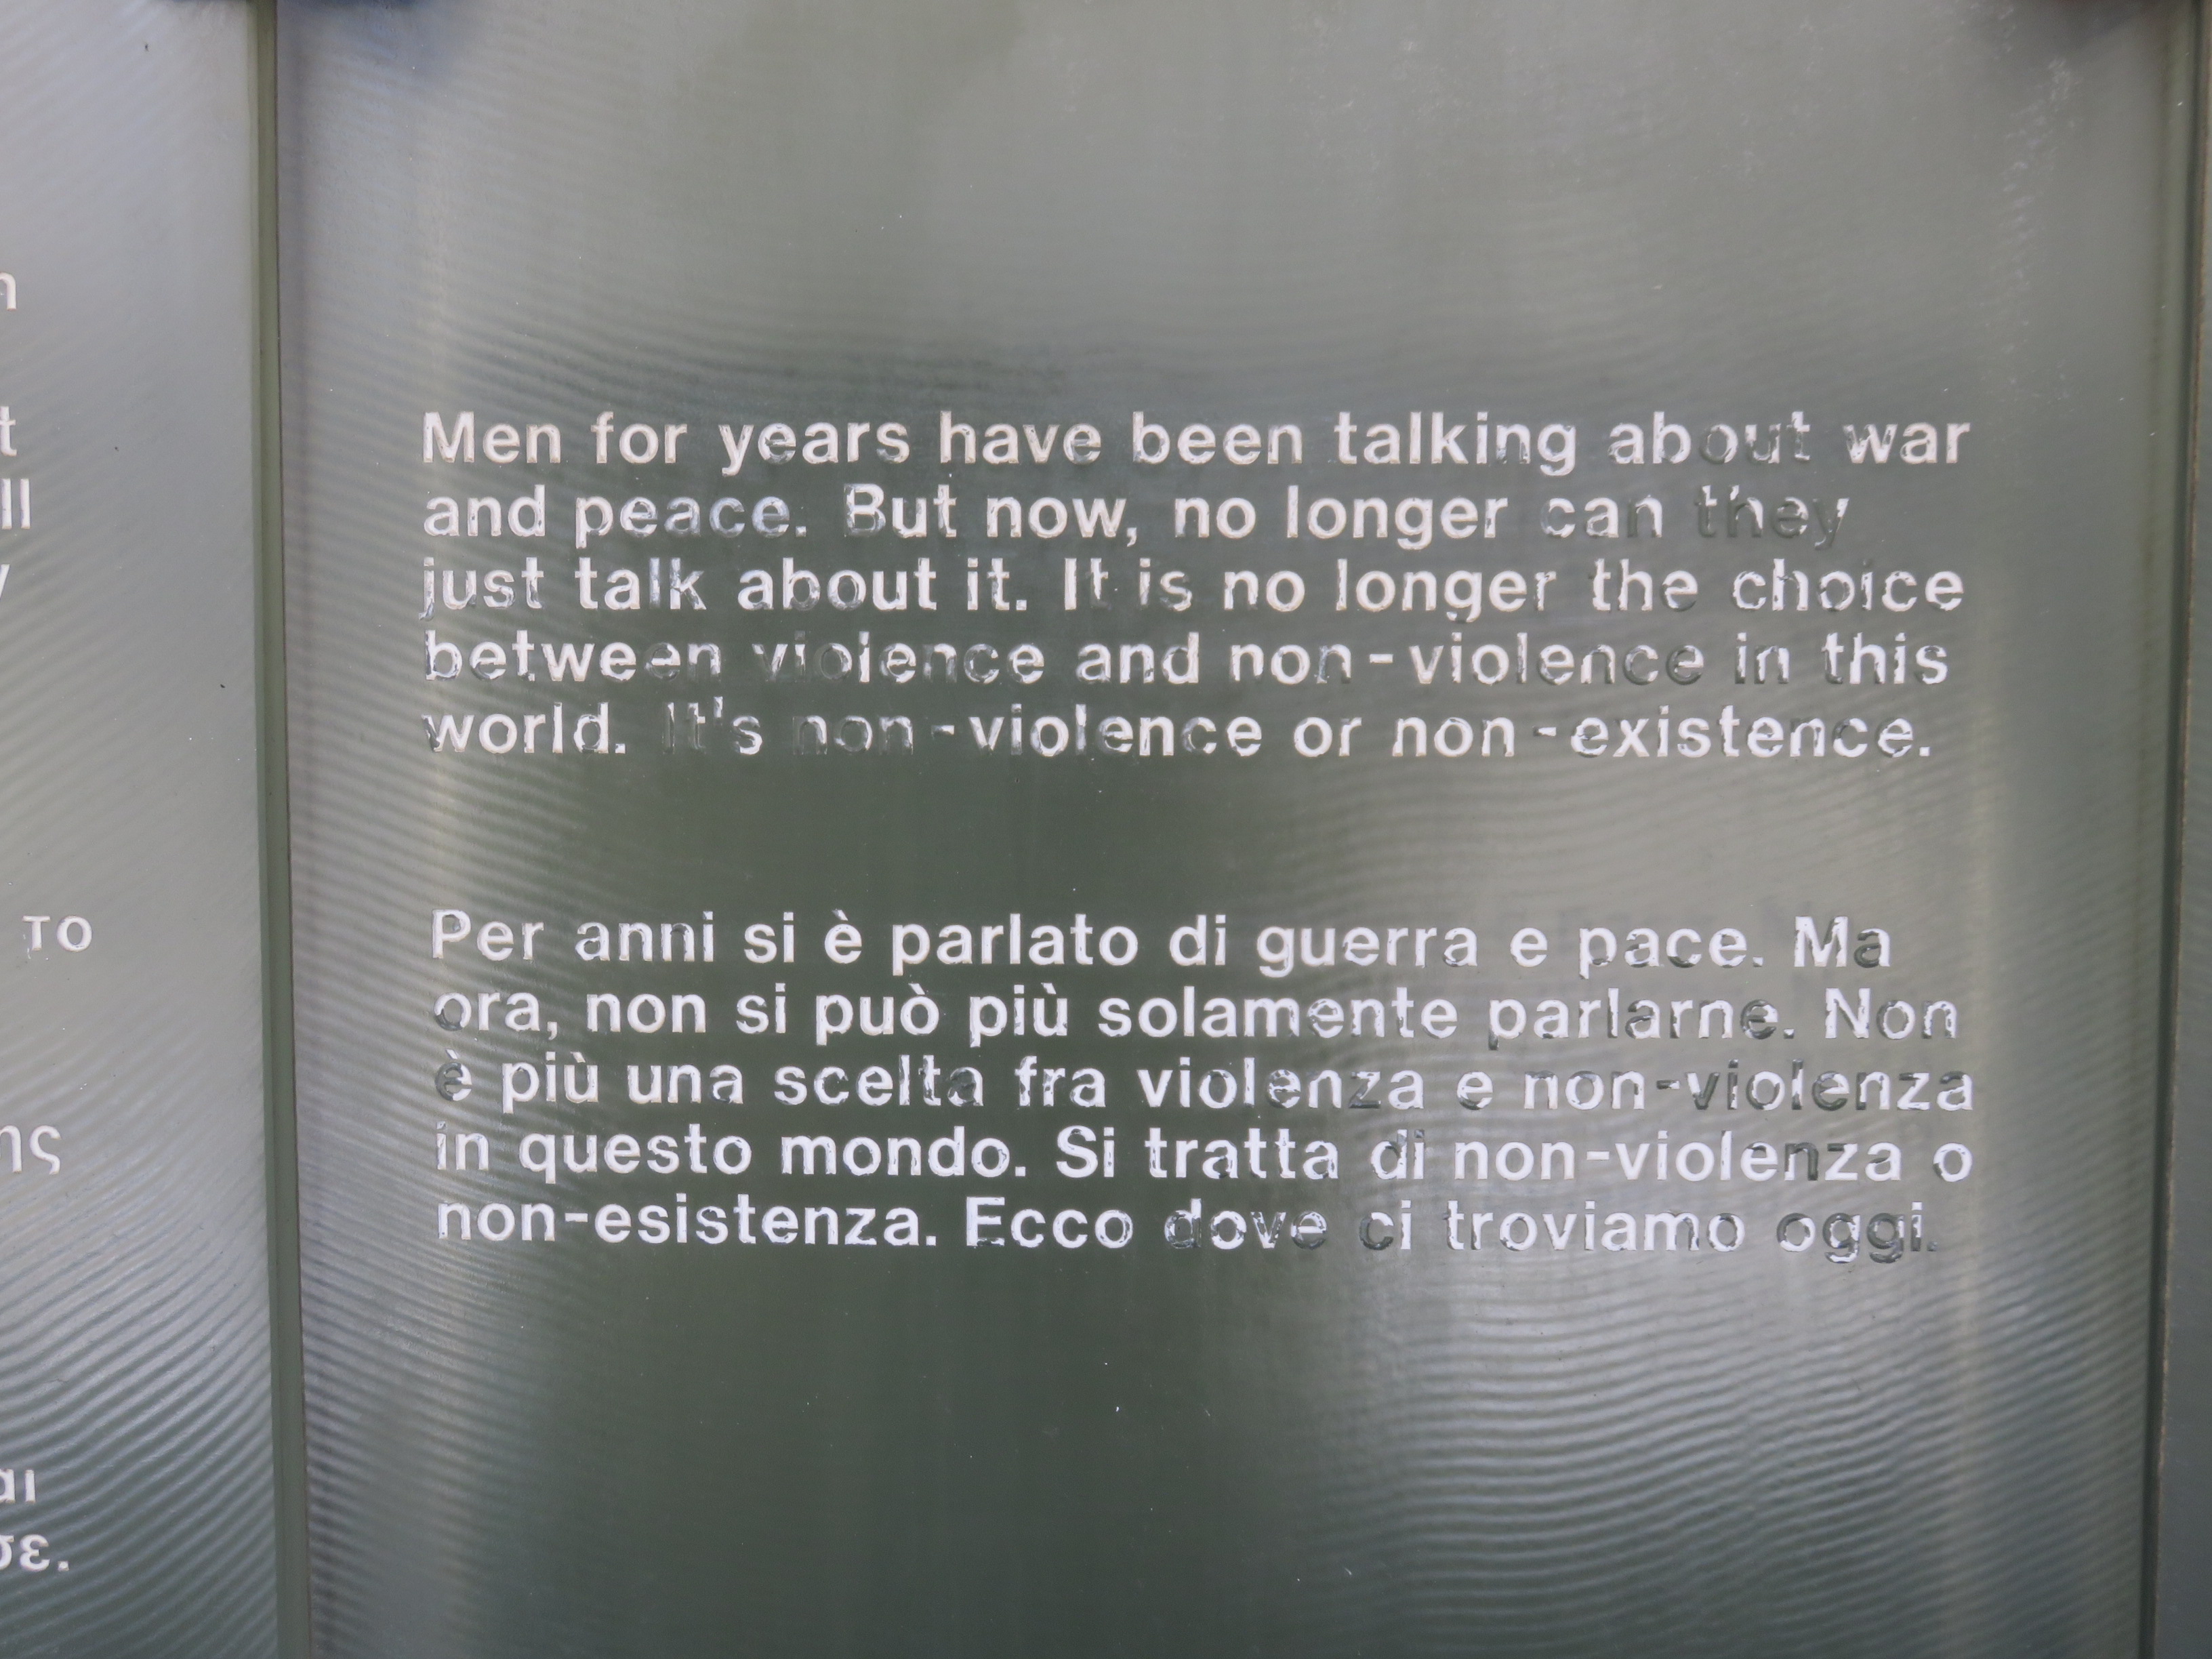 Men for years have been talking about war
and peace. But now, no longer can they
just talk about it. It is no longer the choice
between violence and non-violence in this
world. It's non-violence or non-existence.
Per anni si è parlato di guerra e pace. Ma
ora, non si può più solamente parlarne. Non
è più una scelta fra violenza e non-violenza
in questo mondo. Si tratta di non-violenza o
non-esistenza. Ecco dove ci troviamo oggi.
το